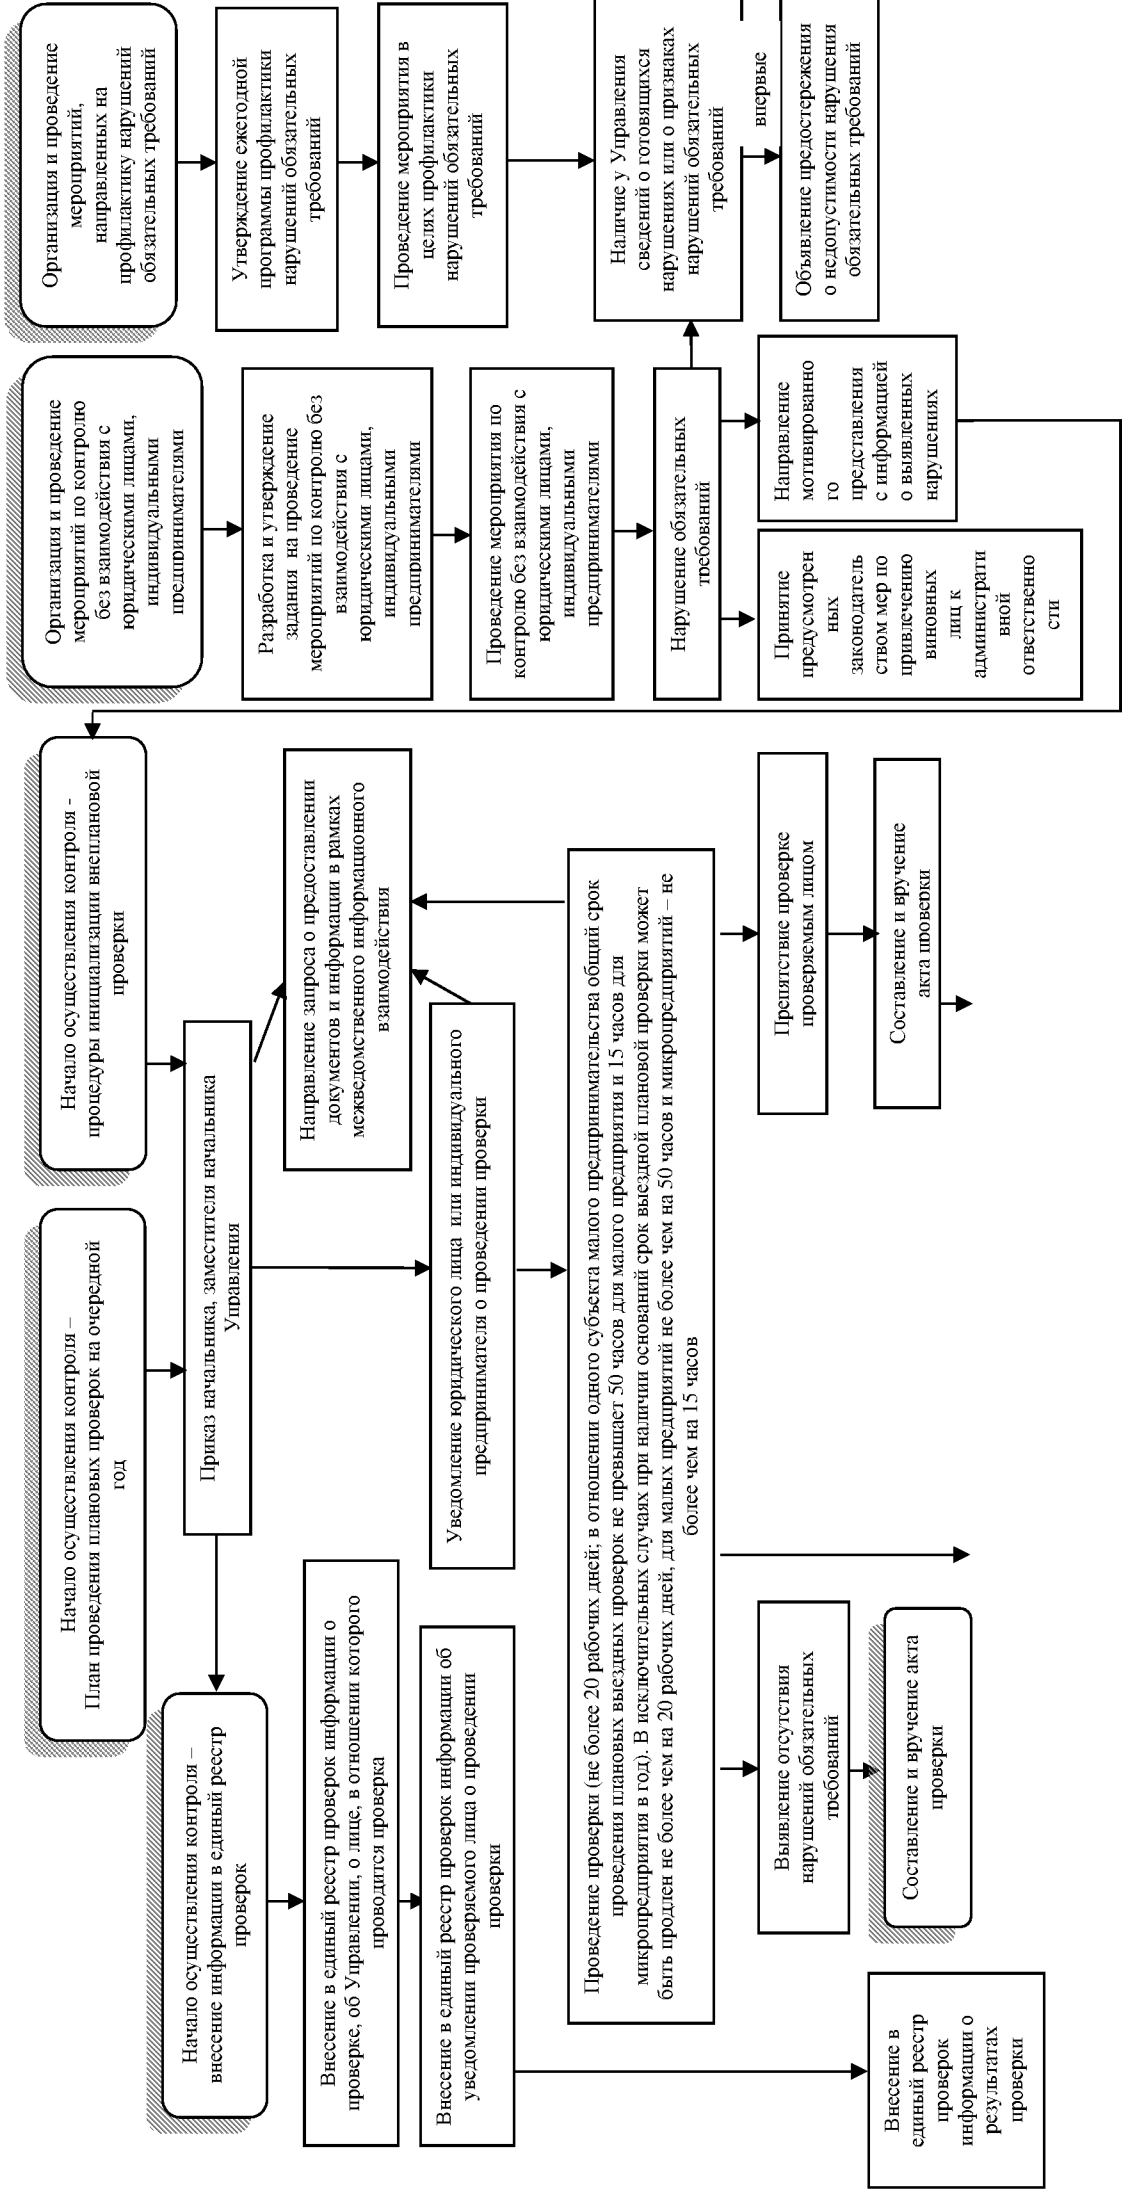 Начало осуществления контроля –
внесение информации в единый реестр
проверок
Внесение в единый реестр проверок информации о
проверке, об Управлении, о лице, в отношении которого
проводится проверка
Внесение в единый реестр проверок информации об
уведомлении проверяемого лица о проведении
проверки
Внесение в
единый реестр
проверок
информации о
результатах
проверки
Начало осуществления контроля –
План проведения плановых проверок на очередной
год
Начало осуществления контроля -
процедуры инициализации внеплановой
проверки
Приказ начальника, заместителя начальника
Управления
Направление запроса о предоставлении
документов и информации в рамках
межведомственного информационного
взаимодействия
Уведомление юридического лица или индивидуального
предпринимателя о проведении проверки
Проведение проверки (не более 20 рабочих дней; в отношении одного субъекта малого предпринимательства общий срок
проведения плановых выездных проверок не превышает 50 часов для малого предприятия и 15 часов для
микропредприятия в год). В исключительных случаях при наличии оснований срок выездной плановой проверки может
быть продлен не более чем на 20 рабочих дней, для малых предприятий не более чем на 50 часов и микропредприятий – не
более чем на 15 часов
Выявление отсутствия
нарушений обязательных
требований
Составление и вручение акта
проверки
Препятствие проверке
проверяемым лицом
Составление и вручение
акта проверки
Организация и проведение
мероприятий по контролю
без взаимодействия с
юридическими лицами,
индивидуальными
предпринимателями
Разработка и утверждение
задания на проведение
мероприятий по контролю без
взаимодействия с
юридическими лицами,
индивидуальными
предпринимателями
Проведение мероприятия по
контролю без взаимодействия с
юридическими лицами,
индивидуальными
предпринимателями
Нарушение обязательных
требований
Принятие
предусмотрен
ных
законодатель
ством мер по
привлечению
виновных
лиц к
администрати
вной
ответственно
сти
Направление
мотивированно
го
представления
с информацией
о выявленных
нарушениях
Организация и проведение
мероприятий,
направленных на
профилактику нарушений
обязательных требований
Утверждение ежегодной
программы профилактики
нарушений обязательных
требований
Проведение мероприятия в
целях профилактики
нарушений обязательных
требований
Наличие у Управления
сведений о готовящихся
нарушениях или о признаках
нарушений обязательных
требований
впервые
Объявление предостережения
о недопустимости нарушения
обязательных требований